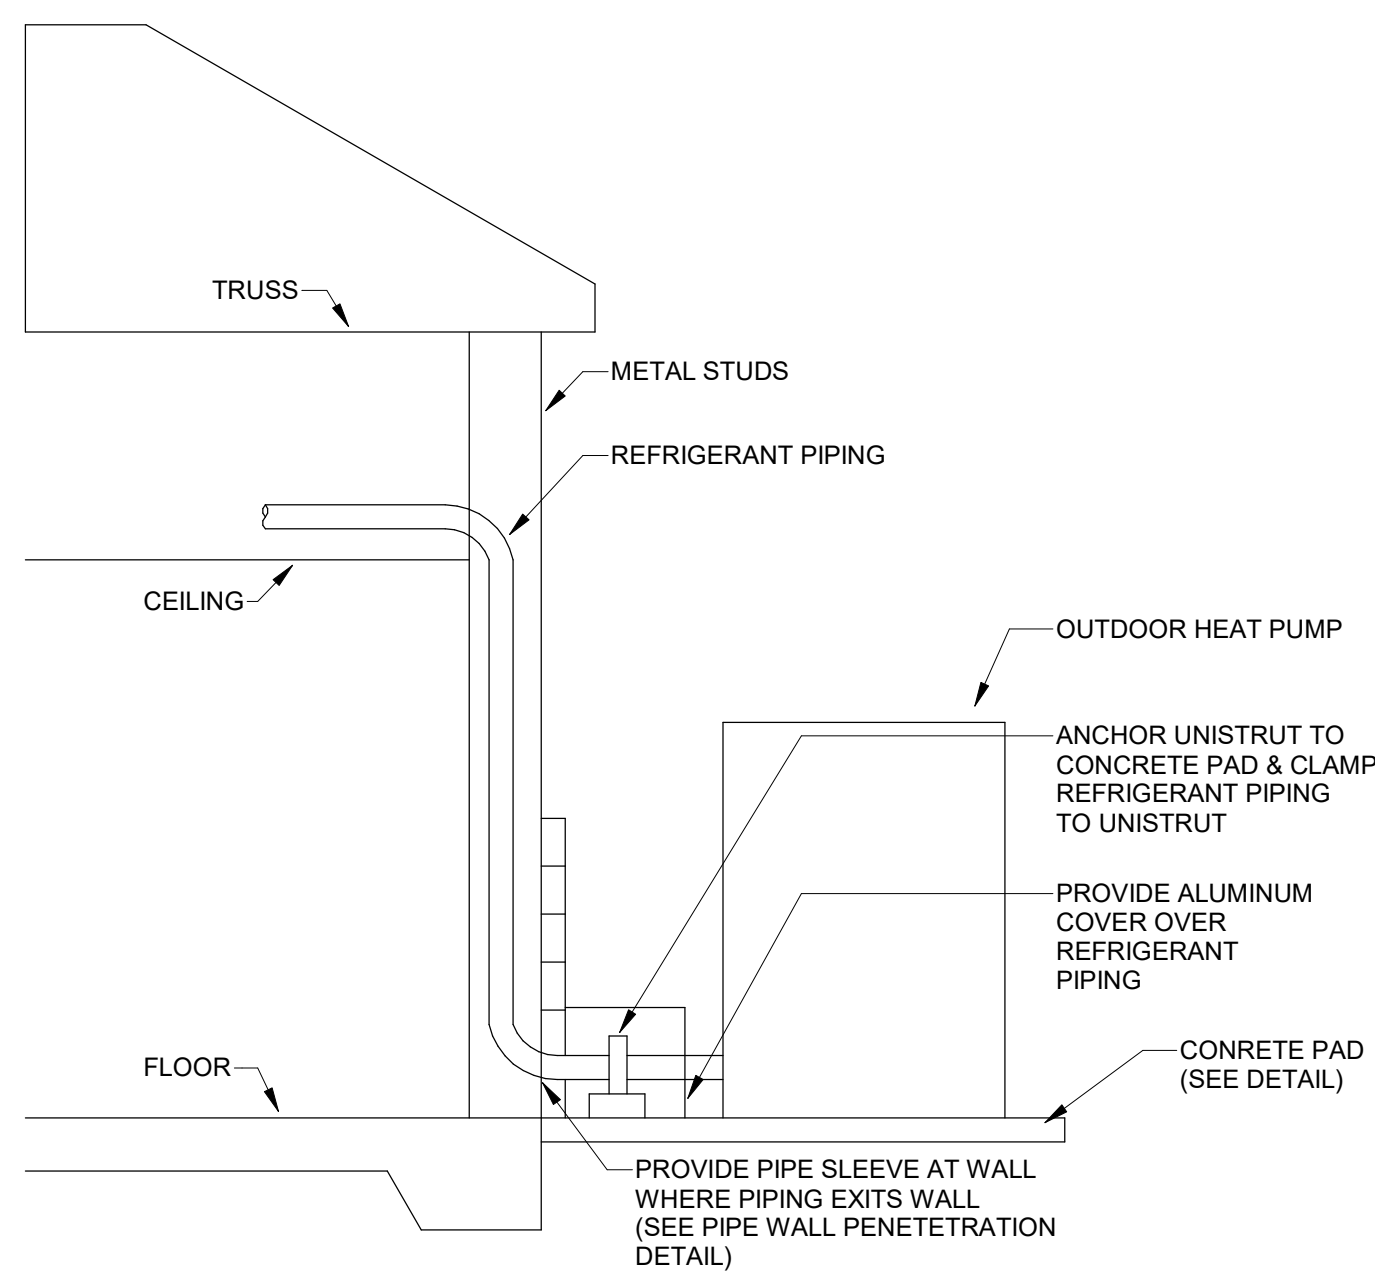 TRUSS
METAL STUDS
REFRIGERANT PIPING
CEILING
OUTDOOR HEAT PUMP
ANCHOR UNISTRUT TO
CONCRETE PAD & CLAMP
REFRIGERANT PIPING
TO UNISTRUT
PROVIDE ALUMINUM
COVER OVER
REFRIGERANT
PIPING
FLOOR
CONRETE PAD
(SEE DETAIL)
PROVIDE PIPE SLEEVE AT WALL
WHERE PIPING EXITS WALL
(SEE PIPE WALL PENETETRATION
DETAIL)